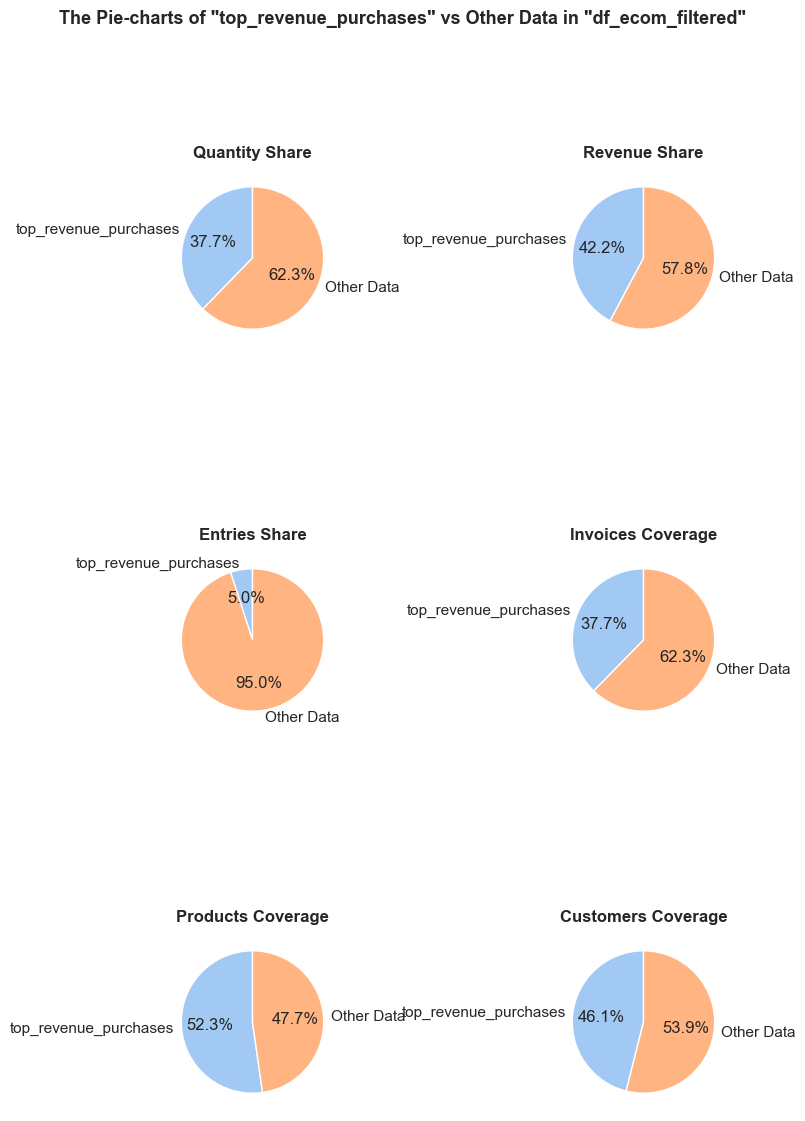 The Pie-charts of "top_revenue_purchases" vs Other Data in "df_ecom_filtered"
Quantity Share
top_revenue_purchases
37.7%
62.3%
Other Data
Revenue Share
top_revenue_purchases
42.2%
57.8%
Other Data
Entries Share
top_revenue_purchases
5.0%
95.0%
Other Data
Invoices Coverage
top_revenue_purchases
37.7%
62.3%
Other Data
Products Coverage
top_revenue_purchases
52.3%
47.7%
Other Data
Customers Coverage
top_revenue_purchases
46.1%
53.9%
Other Data